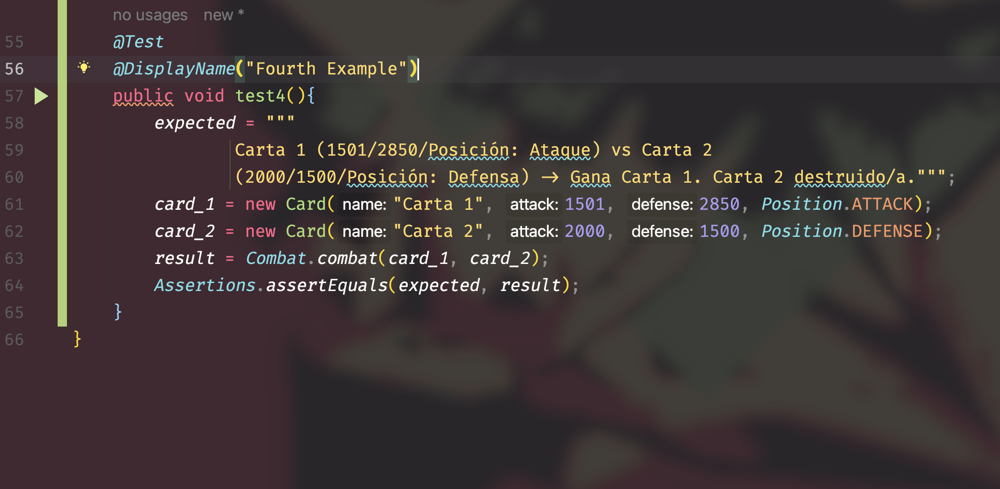 no usages new *
55 @Test
56 @DisplayName("Fourth Example")
57 public void test4(){
58 expected = """
59 Carta 1 (1501/2850/Posición: Ataque) vs Carta 2
60 (2000/1500/Posición: Defensa) -> Gana Carta 1. Carta 2 destruido/a.""";
61 card_1 = new Card( name: "Carta 1", attack: 1501, defense: 2850, Position.ATTACK);
62 card_2 = new Card( name: "Carta 2", attack: 2000, defense: 1500, Position.DEFENSE);
63 result = Combat.combat(card_1, card_2);
64 Assertions.assertEquals(expected, result);
65 }
66 }